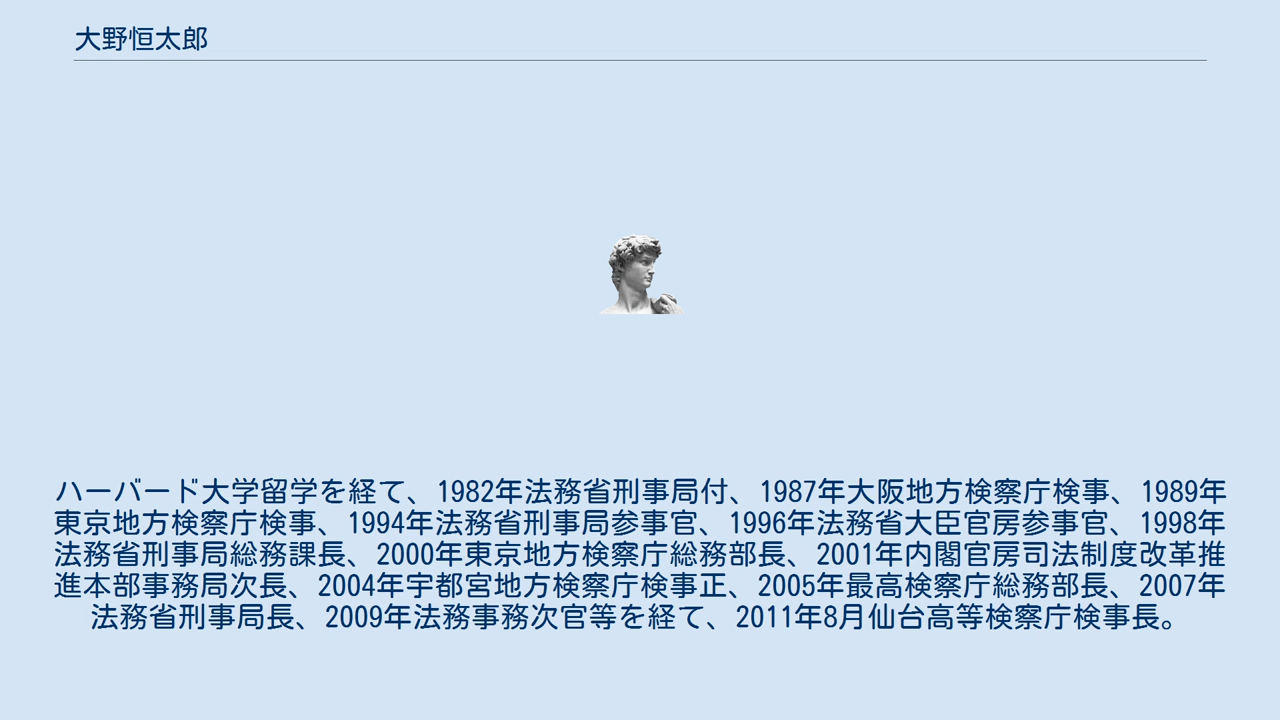 大野恒太郎
ハーバード大学留学を経て、1982年法務省刑事局付、1987年大阪地方検察庁検事、1989年
東京地方検察庁検事、1994年法務省刑事局参事官、1996年法務省大臣官房参事官、1998年
法務省刑事局総務課長、2000年東京地方検察庁総務部長、2001年内閣官房司法制度改革推
進本部事務局次長、2004年宇都宮地方検察庁検事正、2005年最高検察庁総務部長、2007年
法務省刑事局長、2009年法務事務次官等を経て、2011年8月仙台高等検察庁検事長。